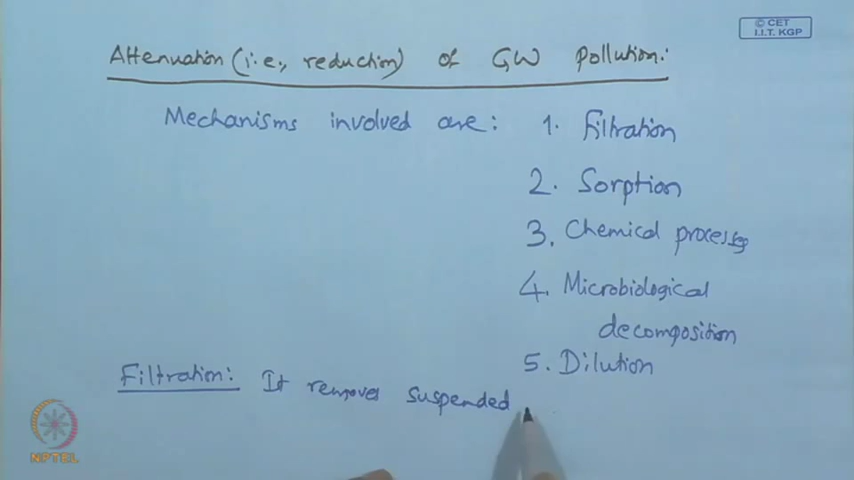 © CET
I.I.T. KGP
Attenuation (i.e., reduction) of GW Pollution:
Mechanisms involved are: 1. Filtration
2. Sorption
3. Chemical processes
4. Microbiological
decomposition
5. Dilution
Filtration: It removes suspended
NPTEL